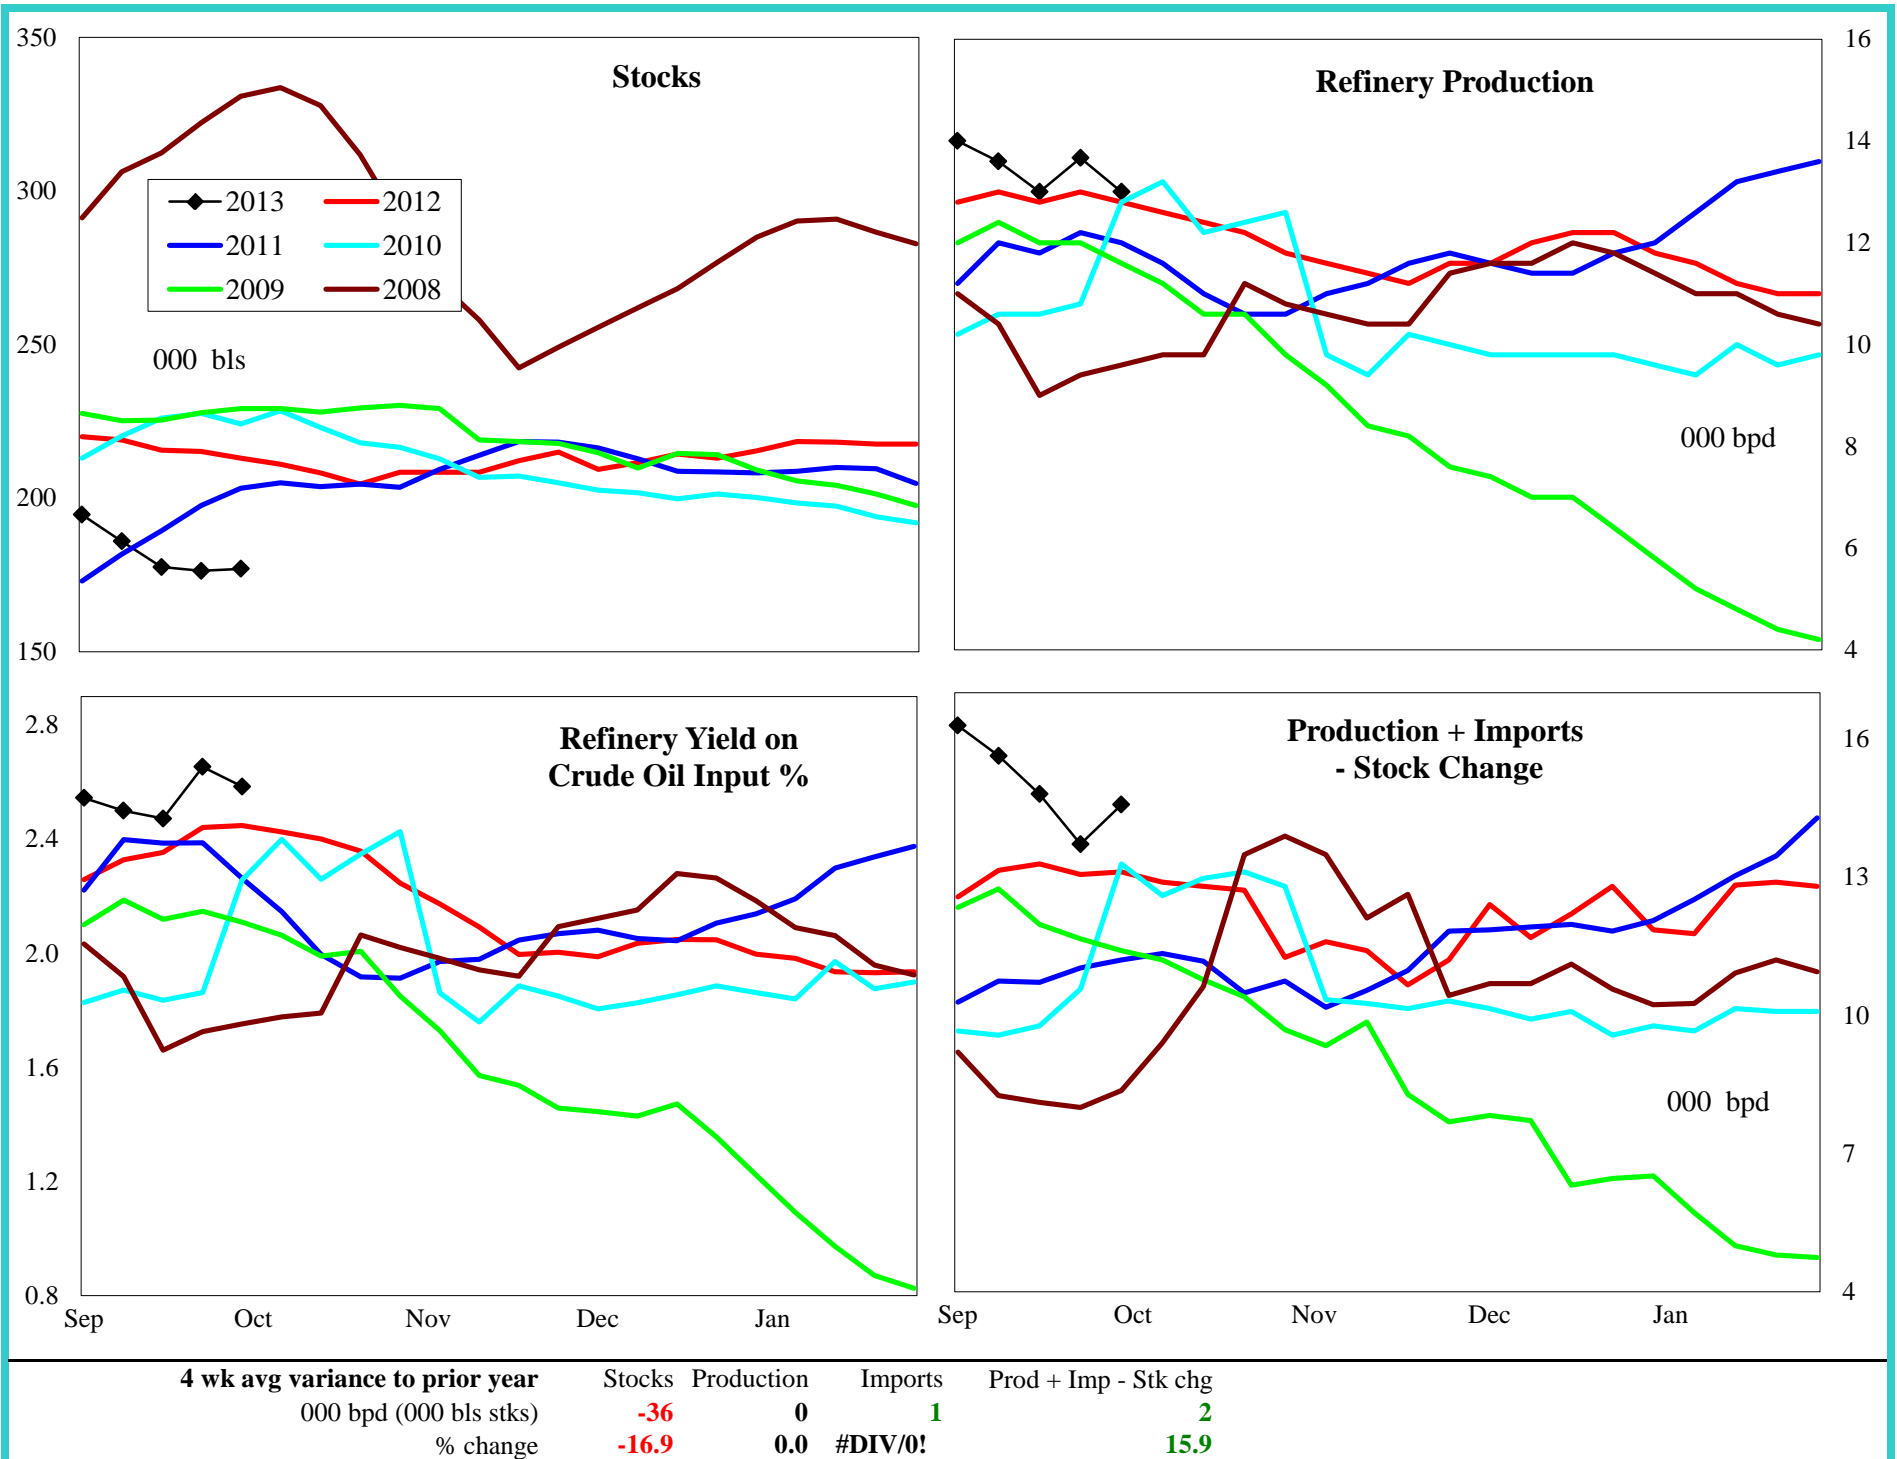 350
300
250
200
150
Stocks
2013 2012
2011 2010
2009 2008
000 bls
Refinery Production
16
14
12
10
8
6
4
000 bpd
2.8
2.4
2.0
1.6
1.2
0.8
Refinery Yield on
Crude Oil Input %
Sep Oct Nov Dec Jan
Production + Imports
- Stock Change
16
13
10
7
4
000 bpd
Sep Oct Nov Dec Jan
4 wk avg variance to prior year Stocks Production Imports Prod + Imp - Stk chg
000 bpd (000 bls stks) -36 0 1 2
% change -16.9 0.0 #DIV/0! 15.9